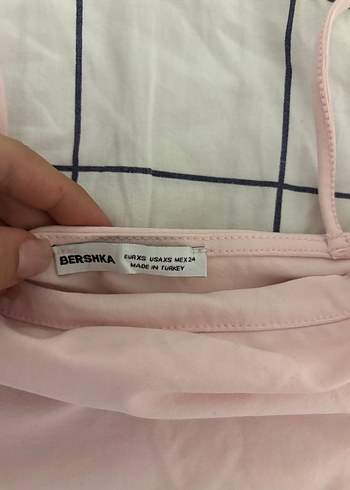 BERSHKA
EUR XS USA XS MEX 24
MADE IN TURKEY